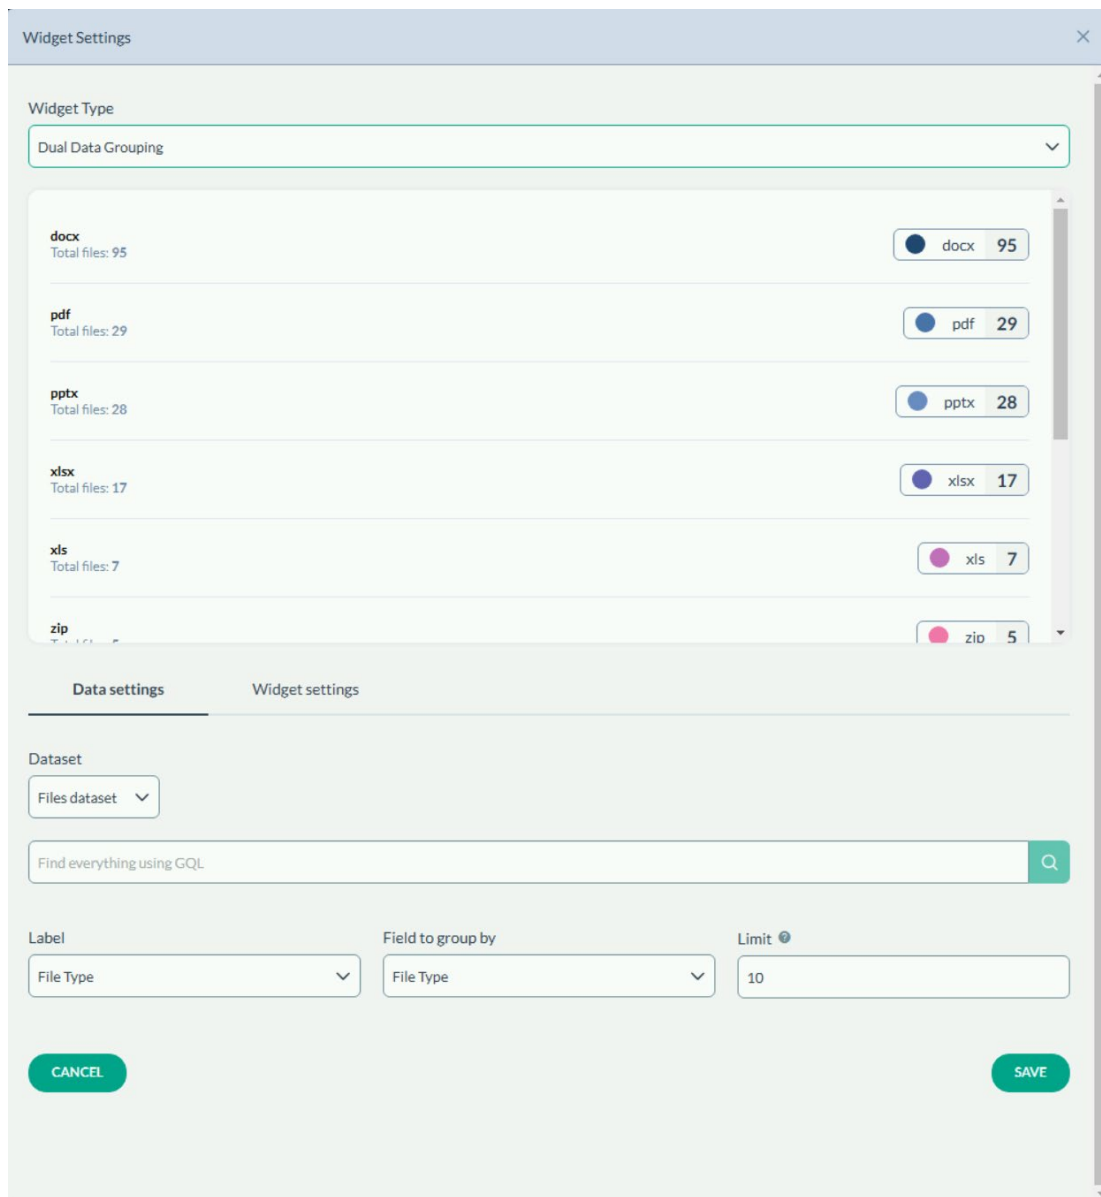 Widget Settings
Widget Type
Dual Data Grouping
docx
Total files: 95
docx 95
pdf
Total files: 29
pdf 29
pptx
Total files: 28
pptx 28
xlsx
Total files: 17
xlsx 17
xls
Total files: 7
xls 7
zip
zip 5
Data settings Widget settings
Dataset
Files dataset
Find everything using GQL
Label Field to group by Limit
File Type File Type 10
CANCEL SAVE